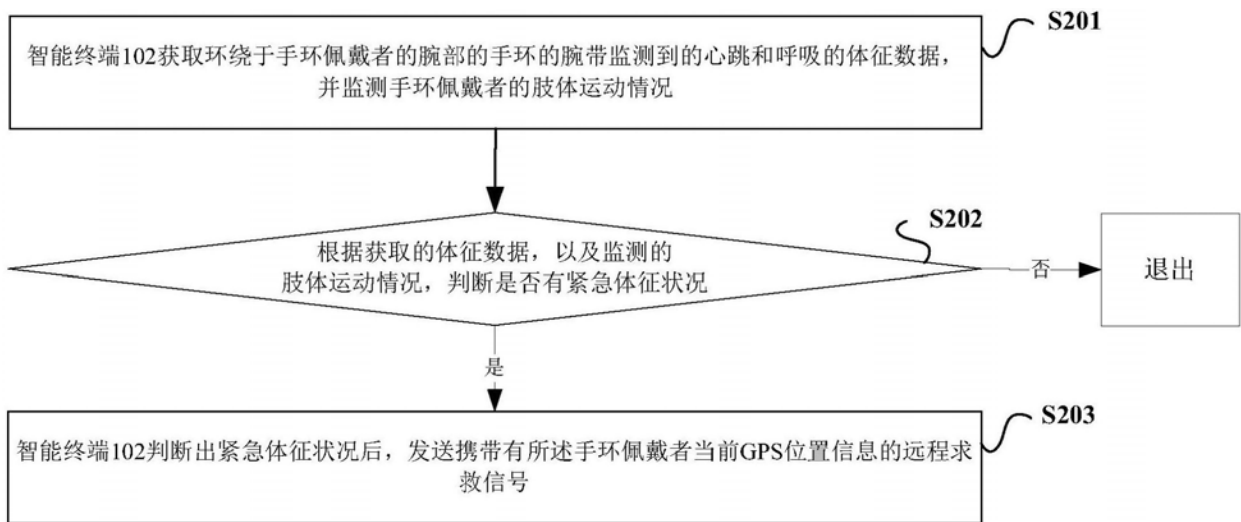 S201
智能终端102获取环绕于手环佩戴者的腕部的手环的腕带监测到的心跳和呼吸的体征数据，
并监测手环佩戴者的肢体运动情况
S202
根据获取的体征数据，以及监测的
肢体运动情况，判断是否有紧急体征状况
否
退出
是
S203
智能终端102判断出紧急体征状况后，发送携带有所述手环佩戴者当前GPS位置信息的远程求
救信号